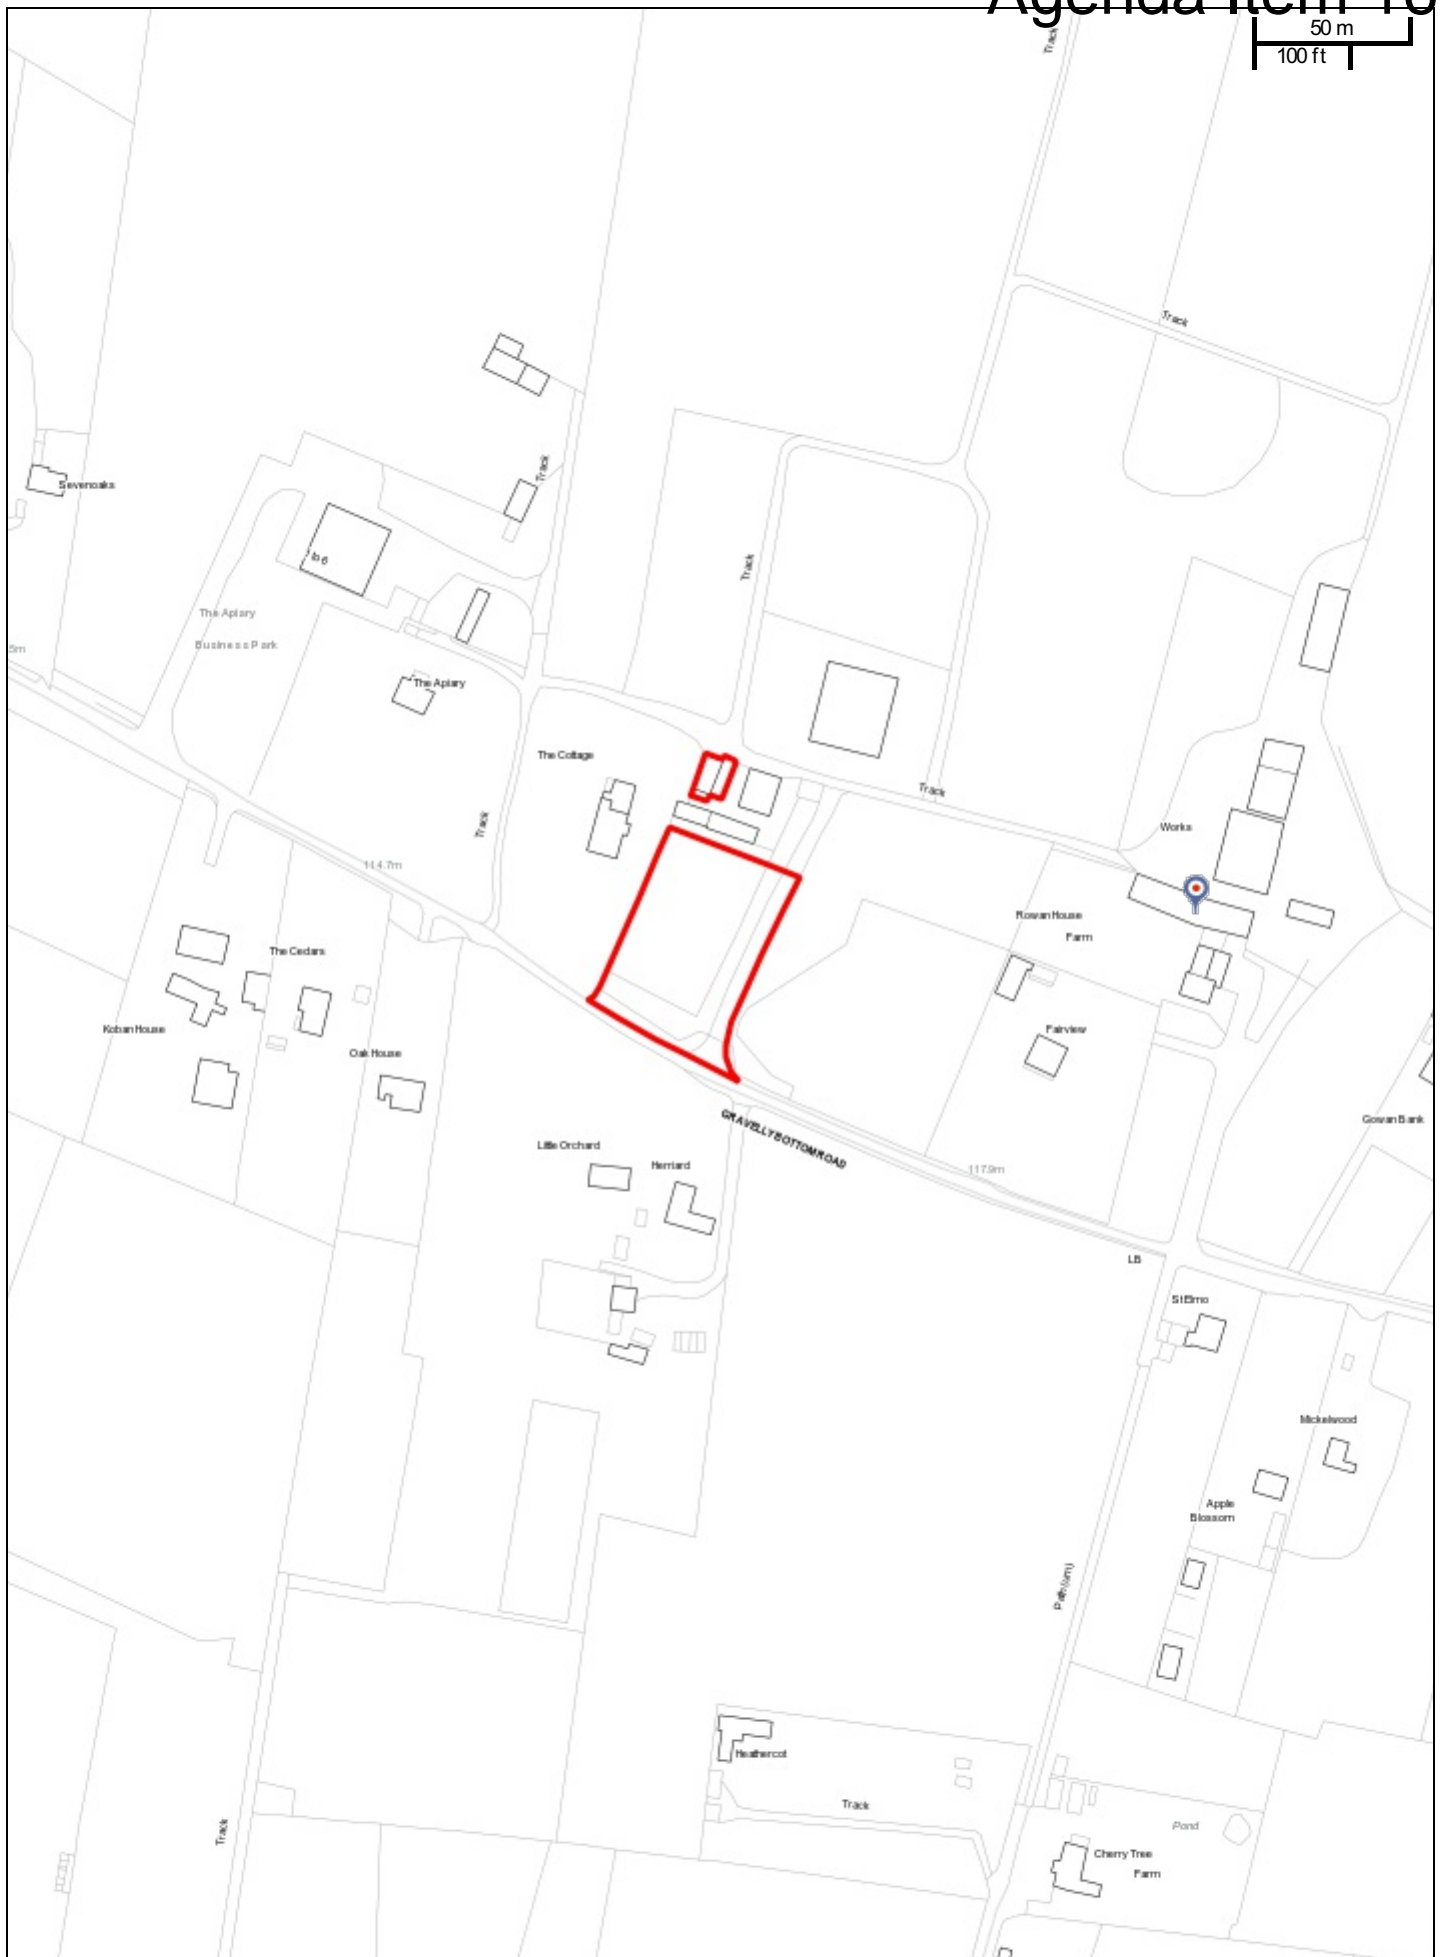 Agenda Item
50 m
100 ft
Track
Track
Sevenoaks
Track
Track
The Apiary
Business Park
The Apiary
The Cottage
Track
Track
Works
114.7m
Rowan House
Farm
The Cedars
Koban House
Oak House
Fairview
GRAVELLY BOTTOM ROAD
Gowan Bank
Little Orchard
Herriard
117.9m
LB
St Elmo
Mickelwood
Apple
Blossom
Path (um)
Heathercot
Track
Track
Pond
Cherry Tree
Farm